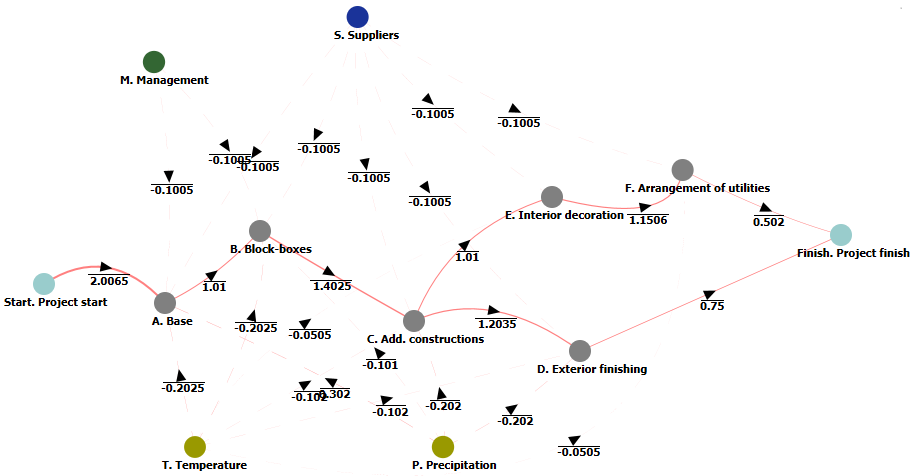 S. Suppliers
M. Management
-0.1005
-0.1005
-0.1005
-0.1005
-0.1005
-0.1005
-0.1005
-0.1005
-0.1005
F. Arrangement of utilities
E. Interior decoration
1.1506
0.502
B. Block-boxes
Finish. Project finish
1.01
2.0065
1.01
1.4025
Start. Project start
0.75
A. Base
-0.2025
-0.0505
C. Add. constructions
1.2035
-0.101
D. Exterior finishing
-0.2025
-0.102
-0.102
-0.202
-0.202
-0.0505
T. Temperature
P. Precipitation